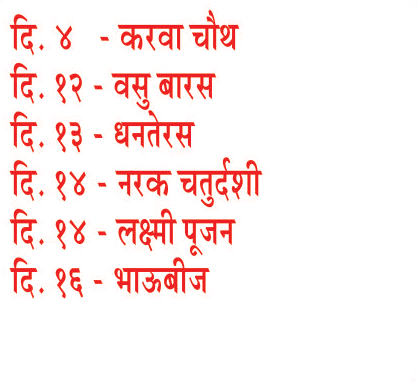 दि. ४ - करवा चौथ
दि. १२ - वसु बारस
दि. १३ - धनतेरस
दि. १४ - नरक चतुर्दशी
दि. १४ - लक्ष्मी पूजन
दि. १६ - भाऊबीज